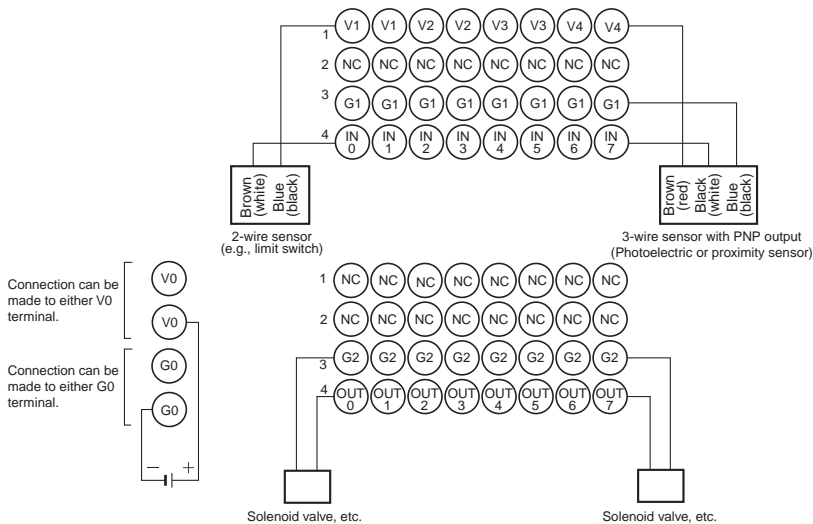 1 V1 V1 V2 V2 V3 V3 V4 V4
2 NC NC NC NC NC NC NC NC
3 G1 G1 G1 G1 G1 G1 G1 G1
4 IN 0 IN 1 IN 2 IN 3 IN 4 IN 5 IN 6 IN 7
Brown
(white)
Blue
(black)
2-wire sensor
(e.g., limit switch)
Brown
(red)
Black
(white)
Blue
(black)
3-wire sensor with PNP output
(Photoelectric or proximity sensor)
Connection can be
made to either V0
terminal.
V0
V0
Connection can be
made to either G0
terminal.
G0
G0
− +
1 NC NC NC NC NC NC NC NC
2 NC NC NC NC NC NC NC NC
3 G2 G2 G2 G2 G2 G2 G2 G2
4 OUT 0 OUT 1 OUT 2 OUT 3 OUT 4 OUT 5 OUT 6 OUT 7
Solenoid valve, etc.
Solenoid valve, etc.